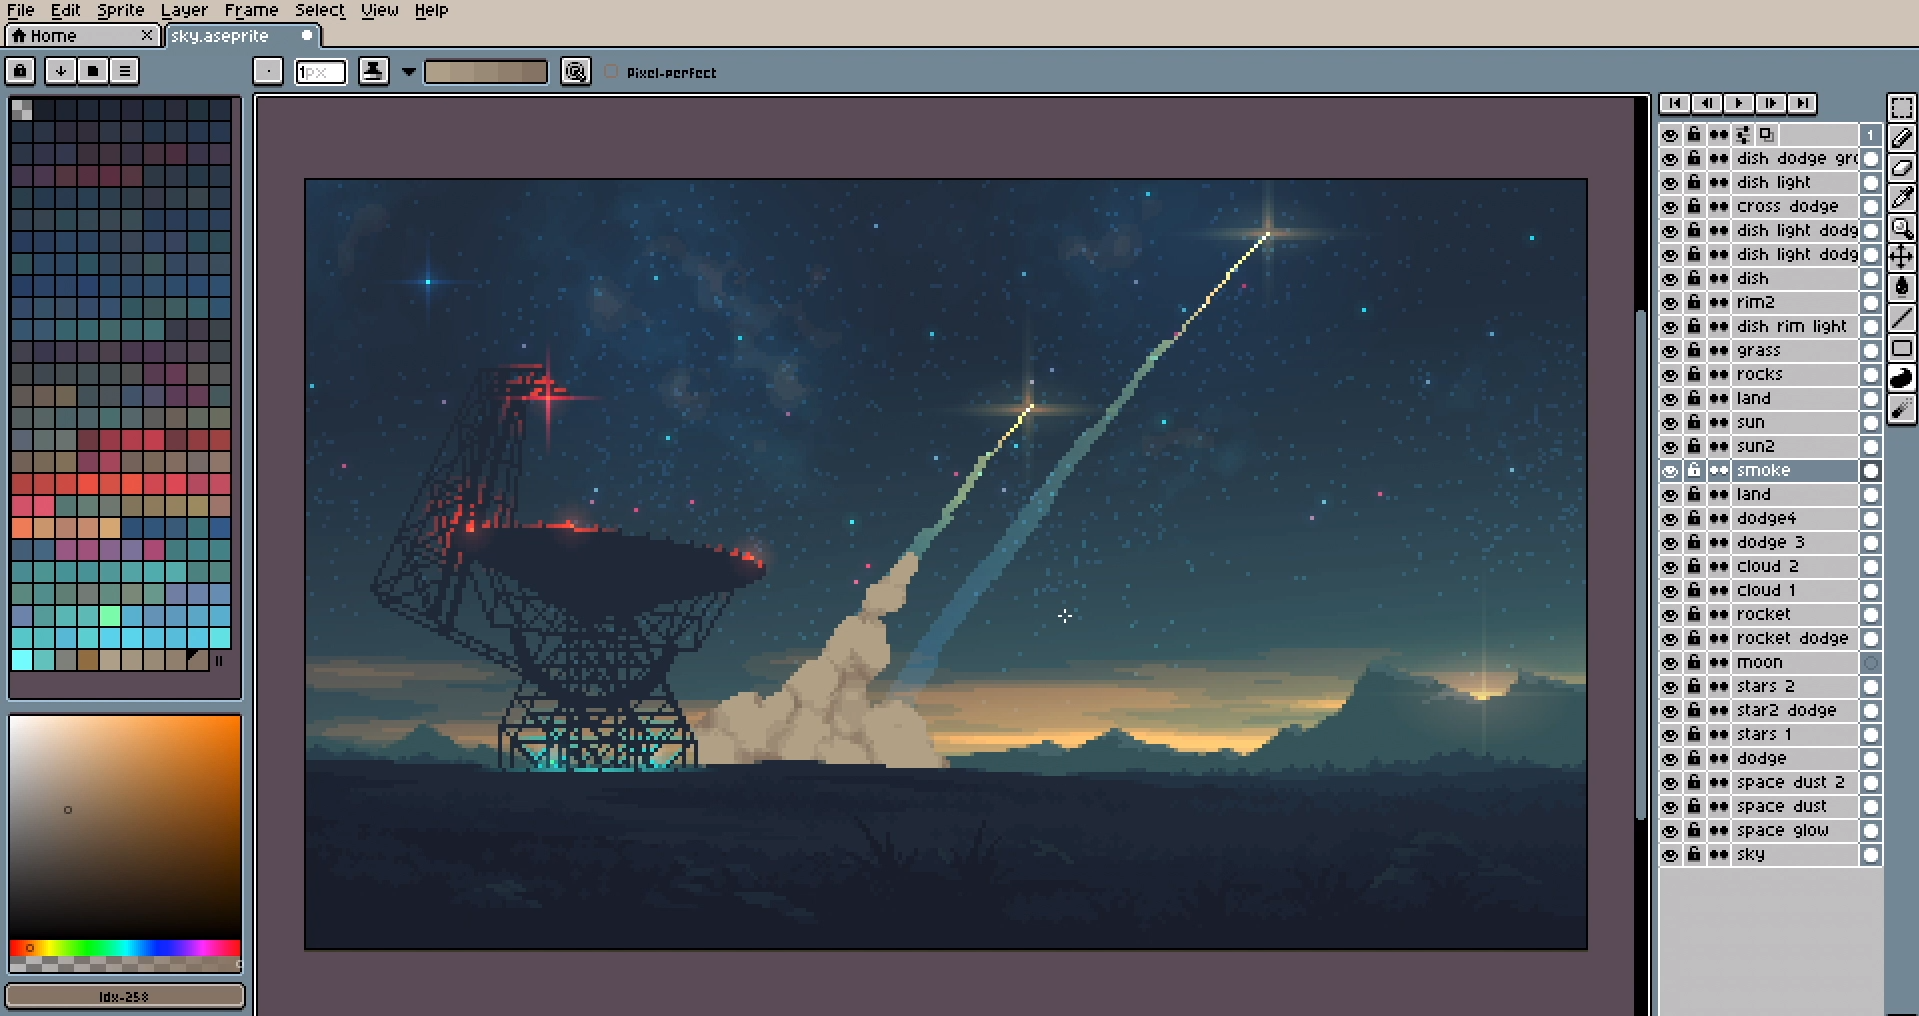 File Edit Sprite Layer Frame Select View Help
Home
sky.aseprite
1px
Pixel-perfect
1
dish dodge gro
dish light
cross dodge
dish light dodg
dish light dodg
dish
rim2
dish rim light
grass
rocks
land
sun
sun2
smoke
land
dodge4
dodge 3
cloud 2
cloud 1
rocket
rocket dodge
moon
stars 2
star2 dodge
stars 1
dodge
space dust 2
space dust
space glow
sky
Idx-258